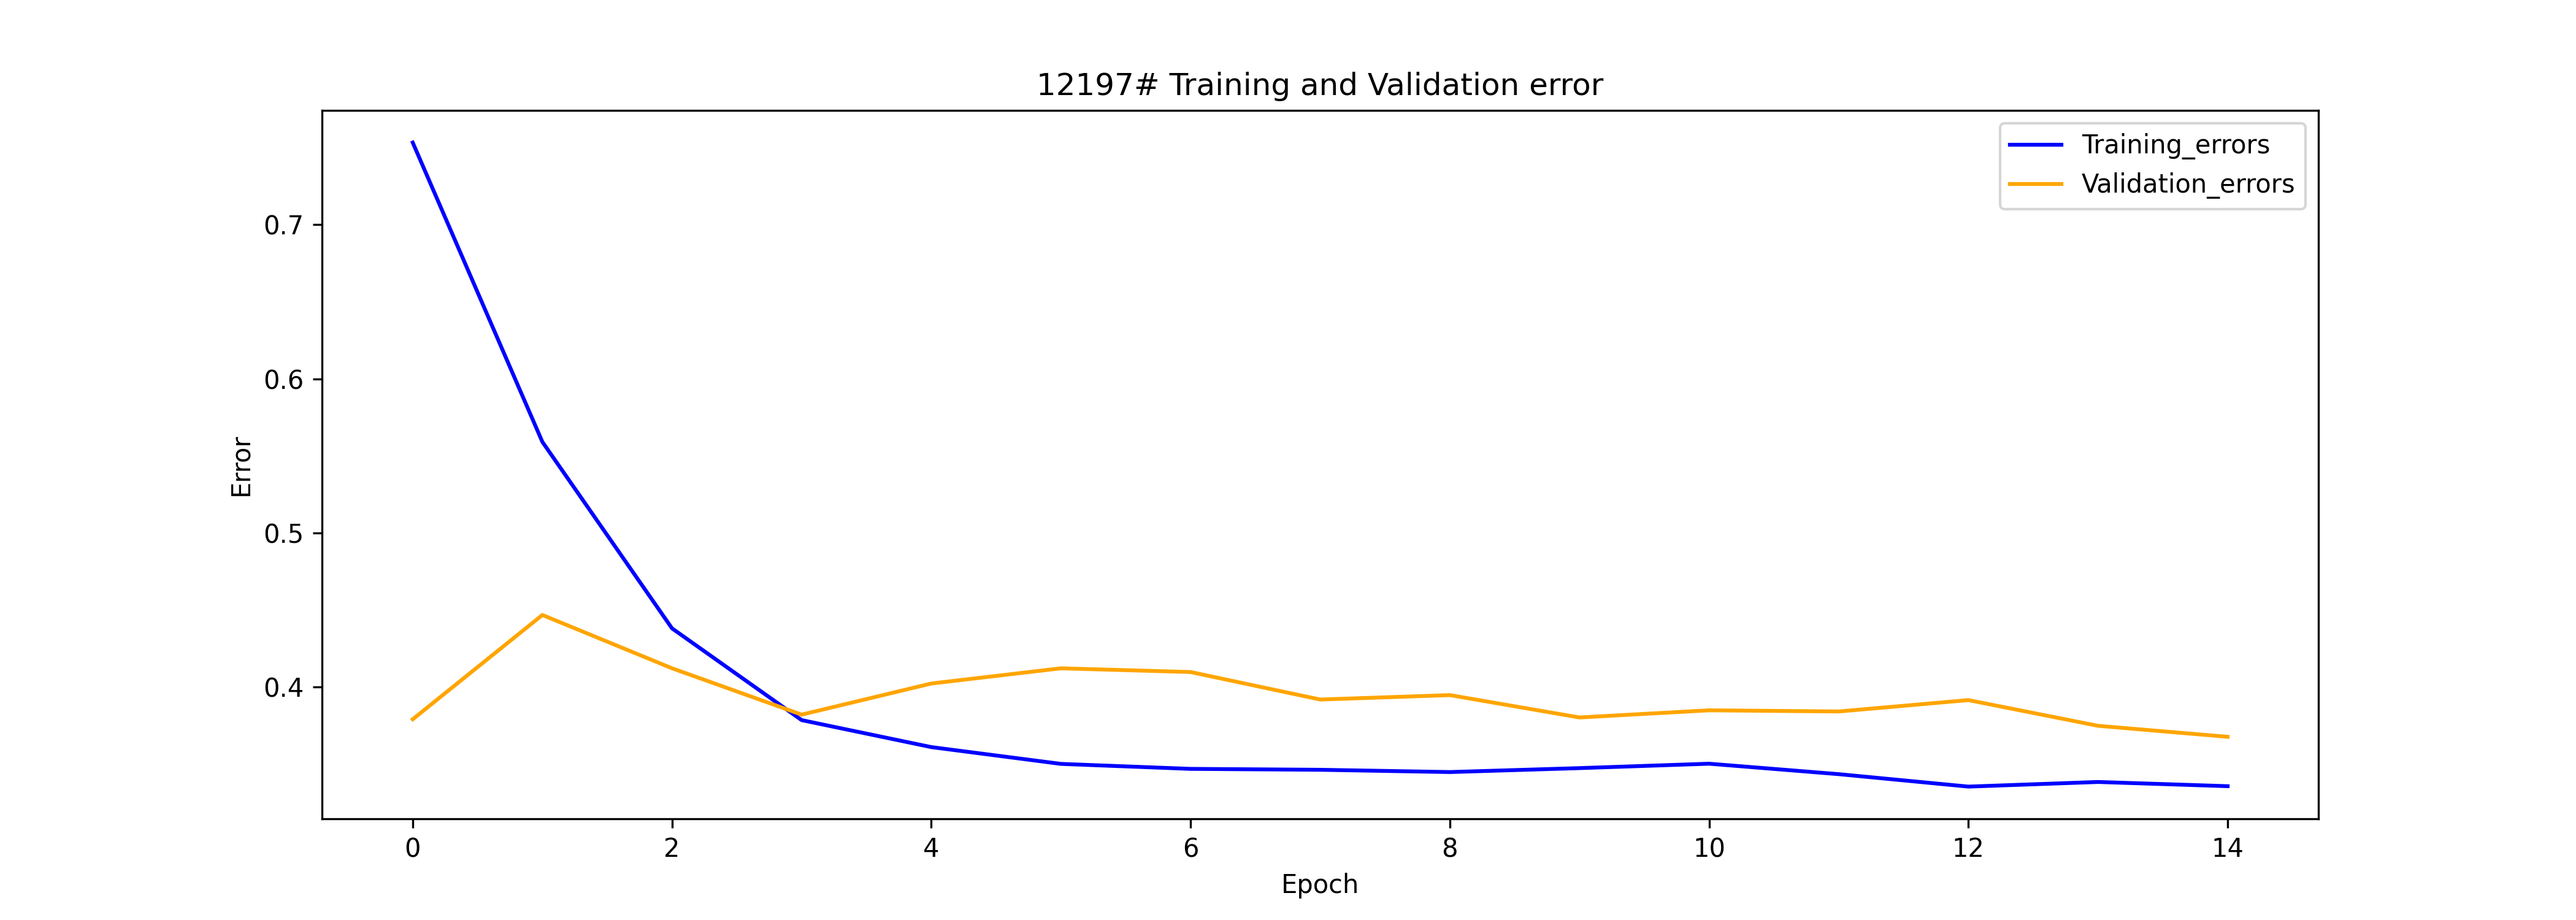 12197# Training and Validation error
Training_errors
Validation_errors
0.7
0.6
0.5
0.4
Error
0 2 4 6 8 10 12 14
Epoch